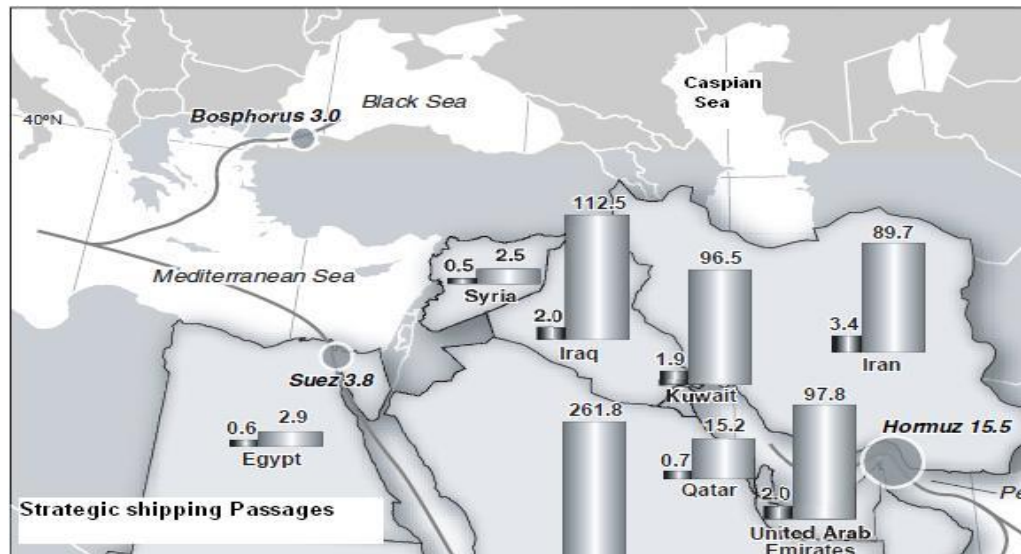 Caspian
Sea
Black Sea
Bosphorus 3.0
40°N
112.5
89.7
96.5
2.5
0.5
Syria
Mediterranean Sea
2.0
Iraq
3.4
Iran
1.9
Kuwait
Suez 3.8
97.8
261.8
15.2
Hormuz 15.5
2.9
0.6
Egypt
0.7
Qatar
2.0
Pe
Strategic shipping Passages
United Arab
Emirates